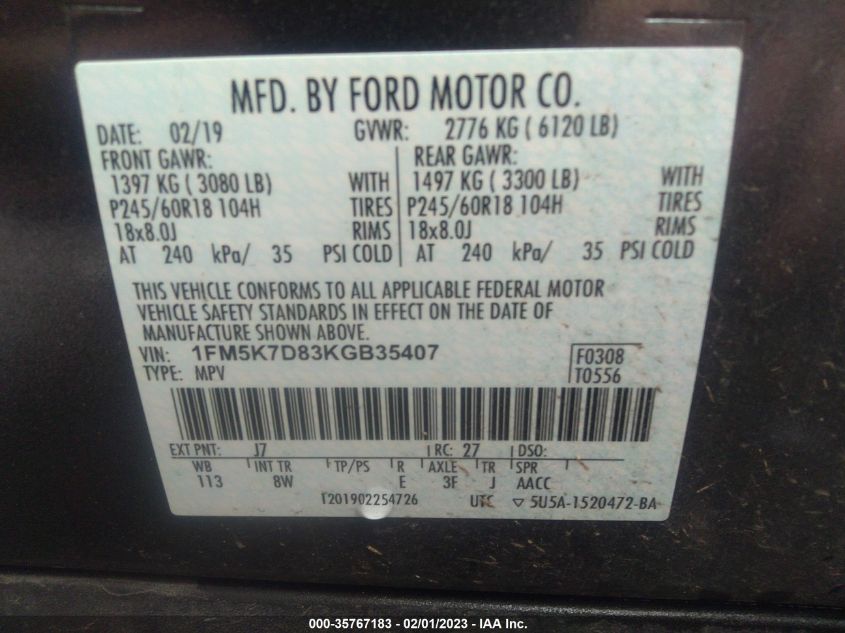 MFD. BY FORD MOTOR CO.
DATE: 02/19 GVWR: 2776 KG ( 6120 LB)
FRONT GAWR: REAR GAWR:
1397 KG ( 3080 LB) WITH 1497 KG ( 3300 LB) WITH
P245/60R18 104H TIRES P245/60R18 104H TIRES
18x8.0J RIMS 18x8.0J RIMS
AT 240 kPa/ 35 PSI COLD AT 240 kPa/ 35 PSI COLD
THIS VEHICLE CONFORMS TO ALL APPLICABLE FEDERAL MOTOR
VEHICLE SAFETY STANDARDS IN EFFECT ON THE DATE OF
MANUFACTURE SHOWN ABOVE.
VIN: 1FM5K7D83KGB35407 F0308
TYPE: MPV T0556
EXT PNT: J7 RC: 27 DSO:
WB INT TR TP/PS R AXLE TR SPR
113 8W E 3F J AACC
T201902254726 UTC ▽ 5U5A-1520472-BA
000-35767183 - 02/01/2023 - IAA Inc.